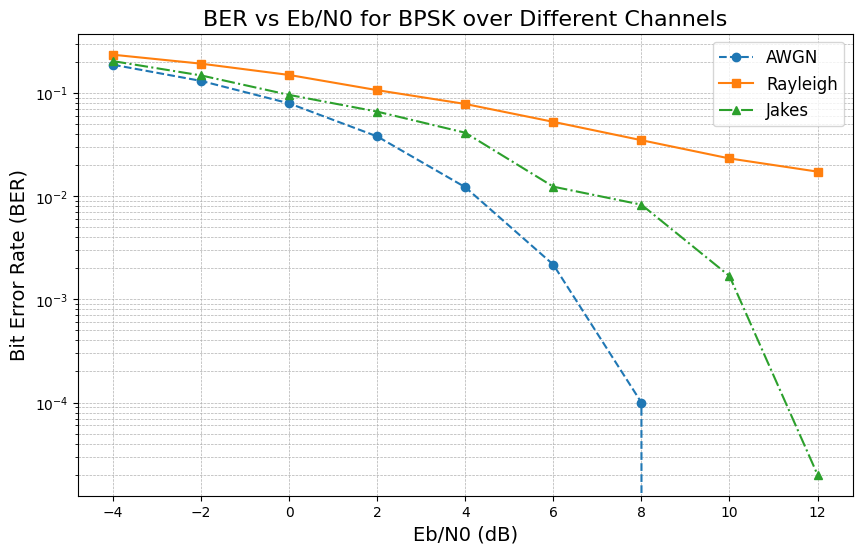 BER vs Eb/N0 for BPSK over Different Channels
AWGN
Rayleigh
Jakes
Bit Error Rate (BER)
10⁻¹
10⁻²
10⁻³
10⁻⁴
−4 −2 0 2 4 6 8 10 12
Eb/N0 (dB)